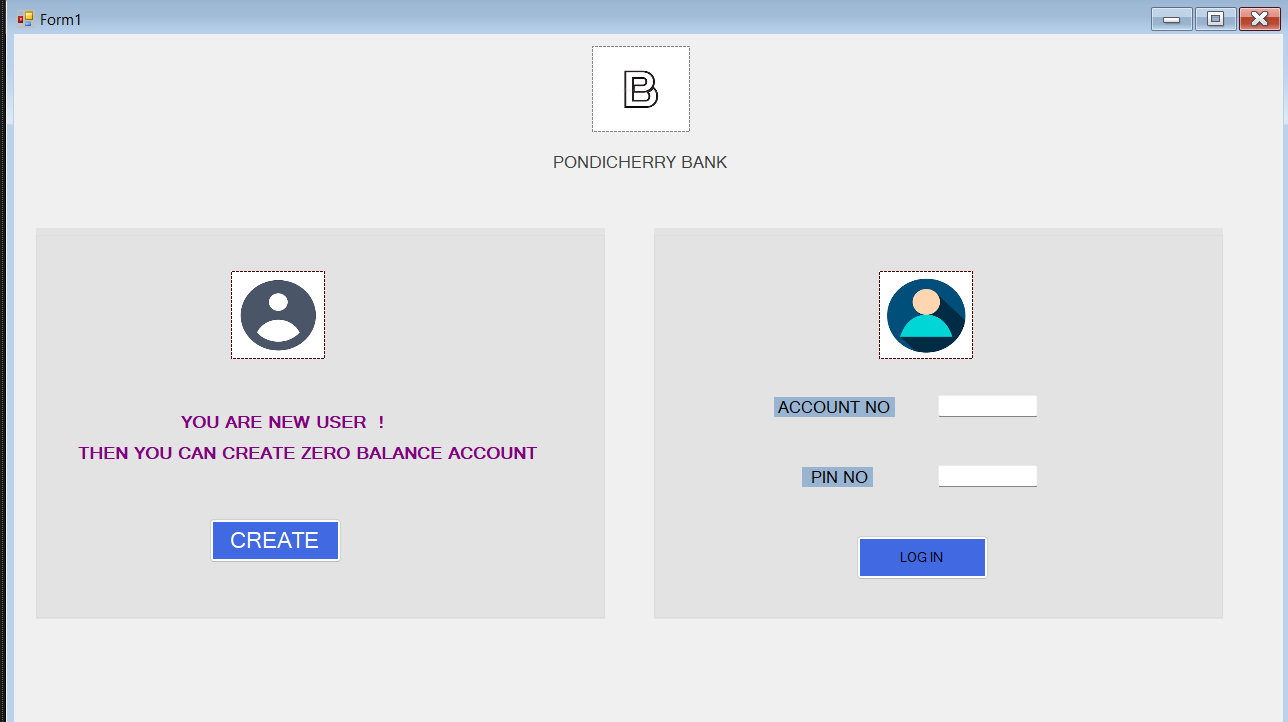 Form1
B
PONDICHERRY BANK
YOU ARE NEW USER !
THEN YOU CAN CREATE ZERO BALANCE ACCOUNT
CREATE
ACCOUNT NO
PIN NO
LOG IN